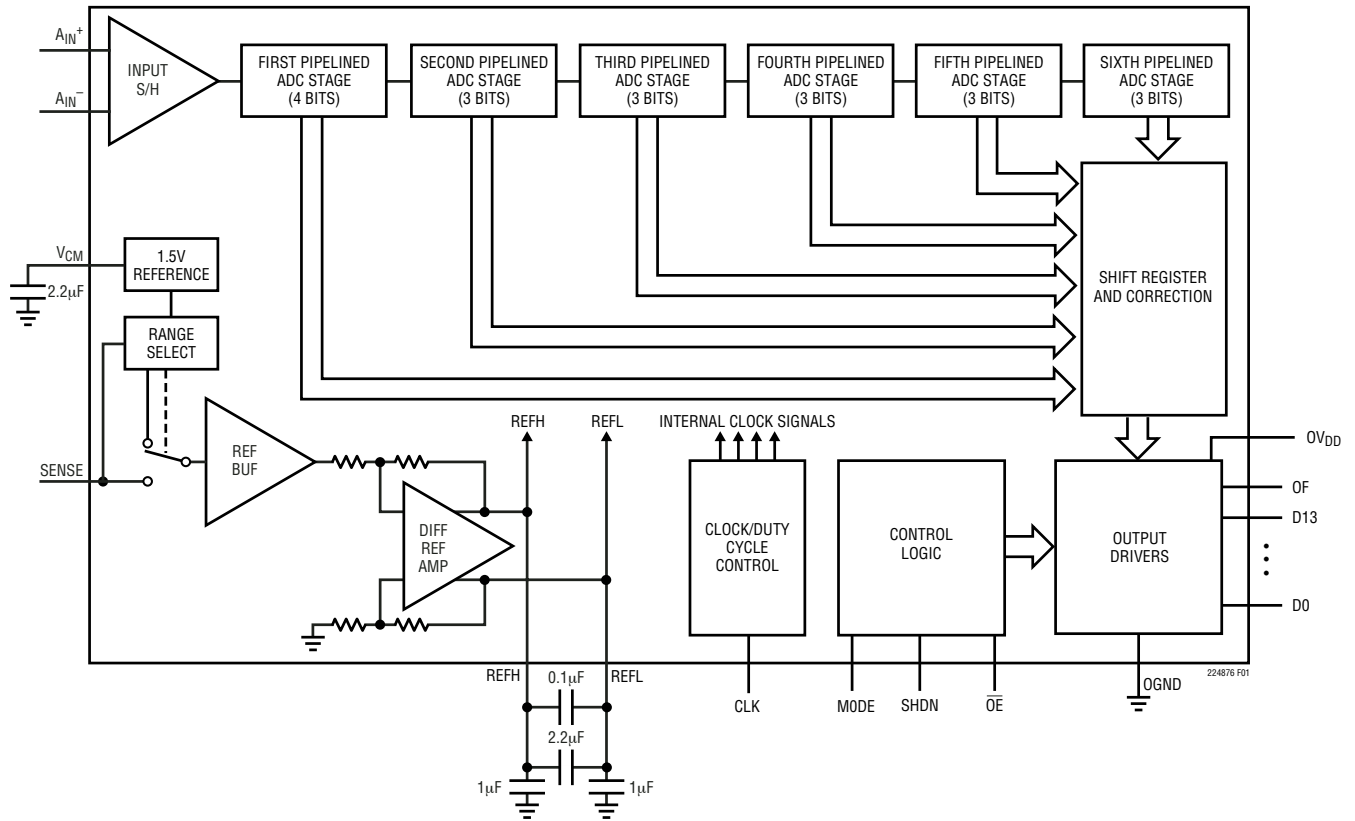 AIN+
AIN−
INPUT
S/H
FIRST PIPELINED
ADC STAGE
(4 BITS)
SECOND PIPELINED
ADC STAGE
(3 BITS)
THIRD PIPELINED
ADC STAGE
(3 BITS)
FOURTH PIPELINED
ADC STAGE
(3 BITS)
FIFTH PIPELINED
ADC STAGE
(3 BITS)
SIXTH PIPELINED
ADC STAGE
(3 BITS)
SHIFT REGISTER
AND CORRECTION
VCM
2.2µF
1.5V
REFERENCE
RANGE
SELECT
SENSE
REF
BUF
DIFF
REF
AMP
REFH
REFL
INTERNAL CLOCK SIGNALS
CLOCK/DUTY
CYCLE
CONTROL
CONTROL
LOGIC
OUTPUT
DRIVERS
OVDD
OF
D13
D0
REFH
0.1µF
REFL
2.2µF
1µF
1µF
CLK
MODE
SHDN
O̅E̅
OGND
224876 F01